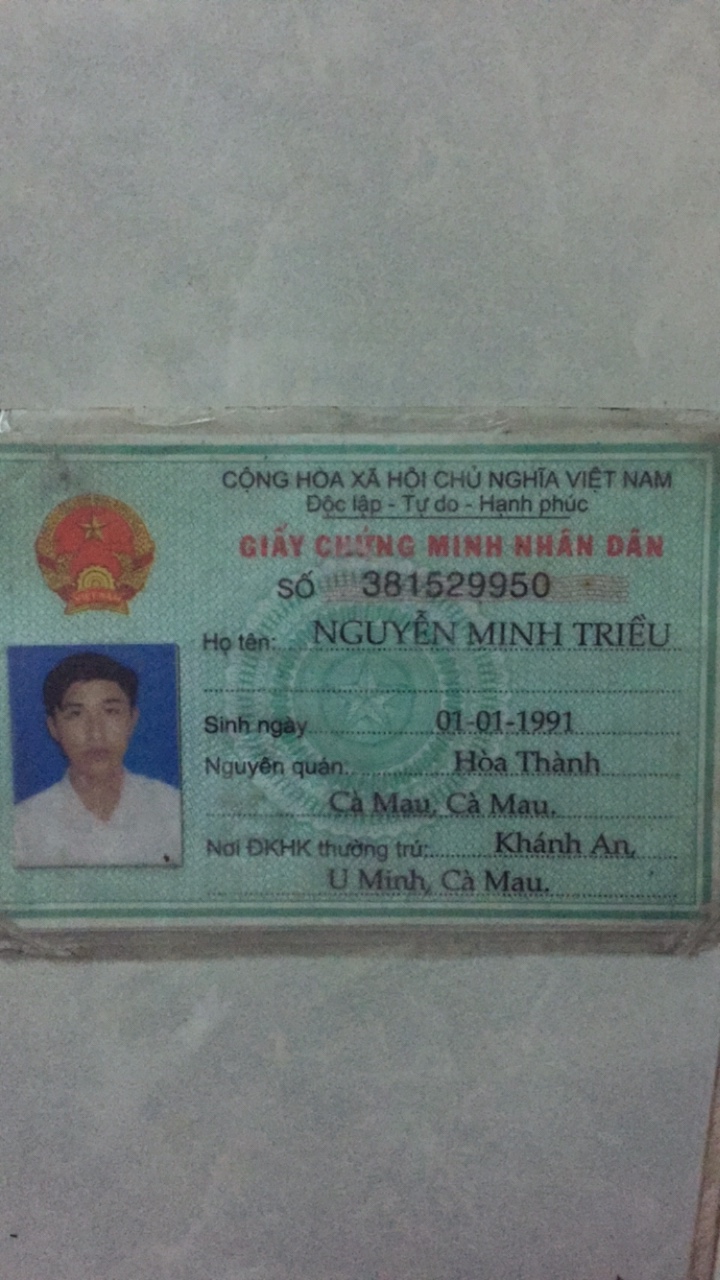 CỘNG HÒA XÃ HỘI CHỦ NGHĨA VIỆT NAM
Độc lập - Tự do - Hạnh phúc
GIẤY CHỨNG MINH NHÂN DÂN
SỐ 381529950
Họ tên: NGUYỄN MINH TRIỀU
Sinh ngày 01-01-1991
Nguyên quán: Hòa Thành
Cà Mau, Cà Mau.
Nơi ĐKHK thường trú: Khánh An,
U Minh, Cà Mau.